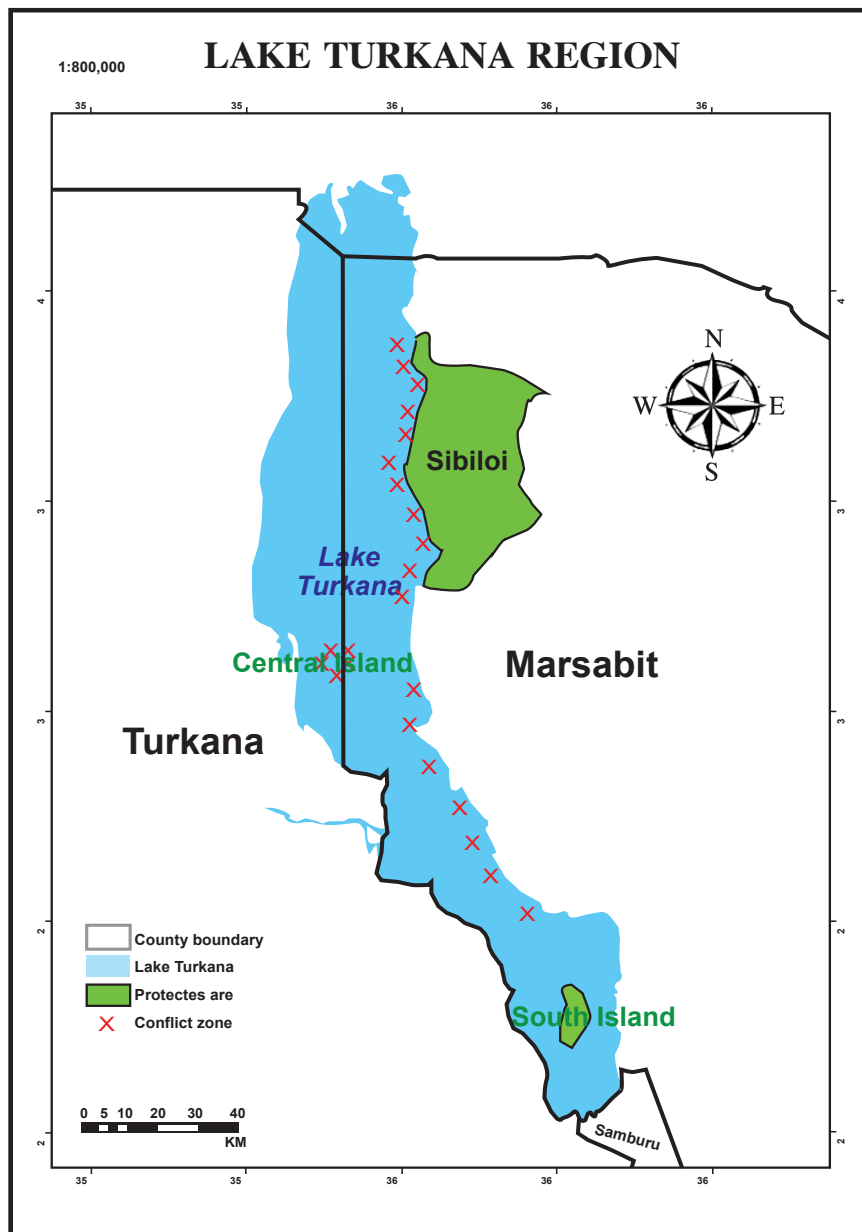 LAKE TURKANA REGION
1:800,000
35 35 36 36 36
4 4
N
W E
S
Sibiloi
3 3
Lake
Turkana
Central Island
Marsabit
3 3
Turkana
2 2
County boundary
Lake Turkana
Protectes are
Conflict zone
South Island
0 5 10 20 30 40
KM
Samburu
2 2
35 35 36 36 36